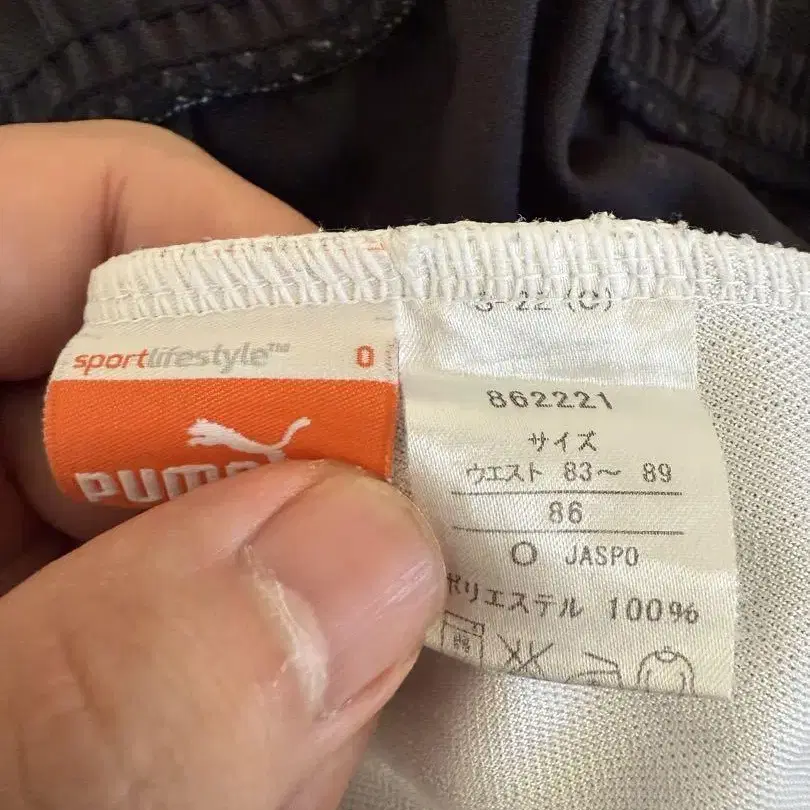 sportlifestyle™ O
PUMA
862221
サイズ
ウエスト 83～ 89
86
O JASPO
ポリエステル 100%